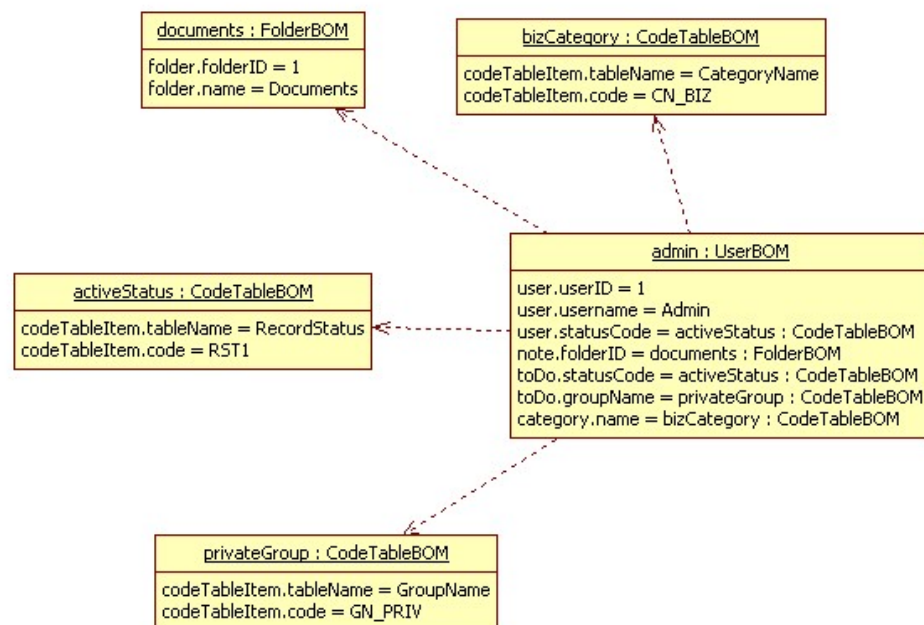 documents : FolderBOM
folder.folderID = 1
folder.name = Documents
bizCategory : CodeTableBOM
codeTableItem.tableName = CategoryName
codeTableItem.code = CN_BIZ
admin : UserBOM
user.userID = 1
user.username = Admin
user.statusCode = activeStatus : CodeTableBOM
note.folderID = documents : FolderBOM
toDo.statusCode = activeStatus : CodeTableBOM
toDo.groupName = privateGroup : CodeTableBOM
category.name = bizCategory : CodeTableBOM
activeStatus : CodeTableBOM
codeTableItem.tableName = RecordStatus
codeTableItem.code = RST1
privateGroup : CodeTableBOM
codeTableItem.tableName = GroupName
codeTableItem.code = GN_PRIV